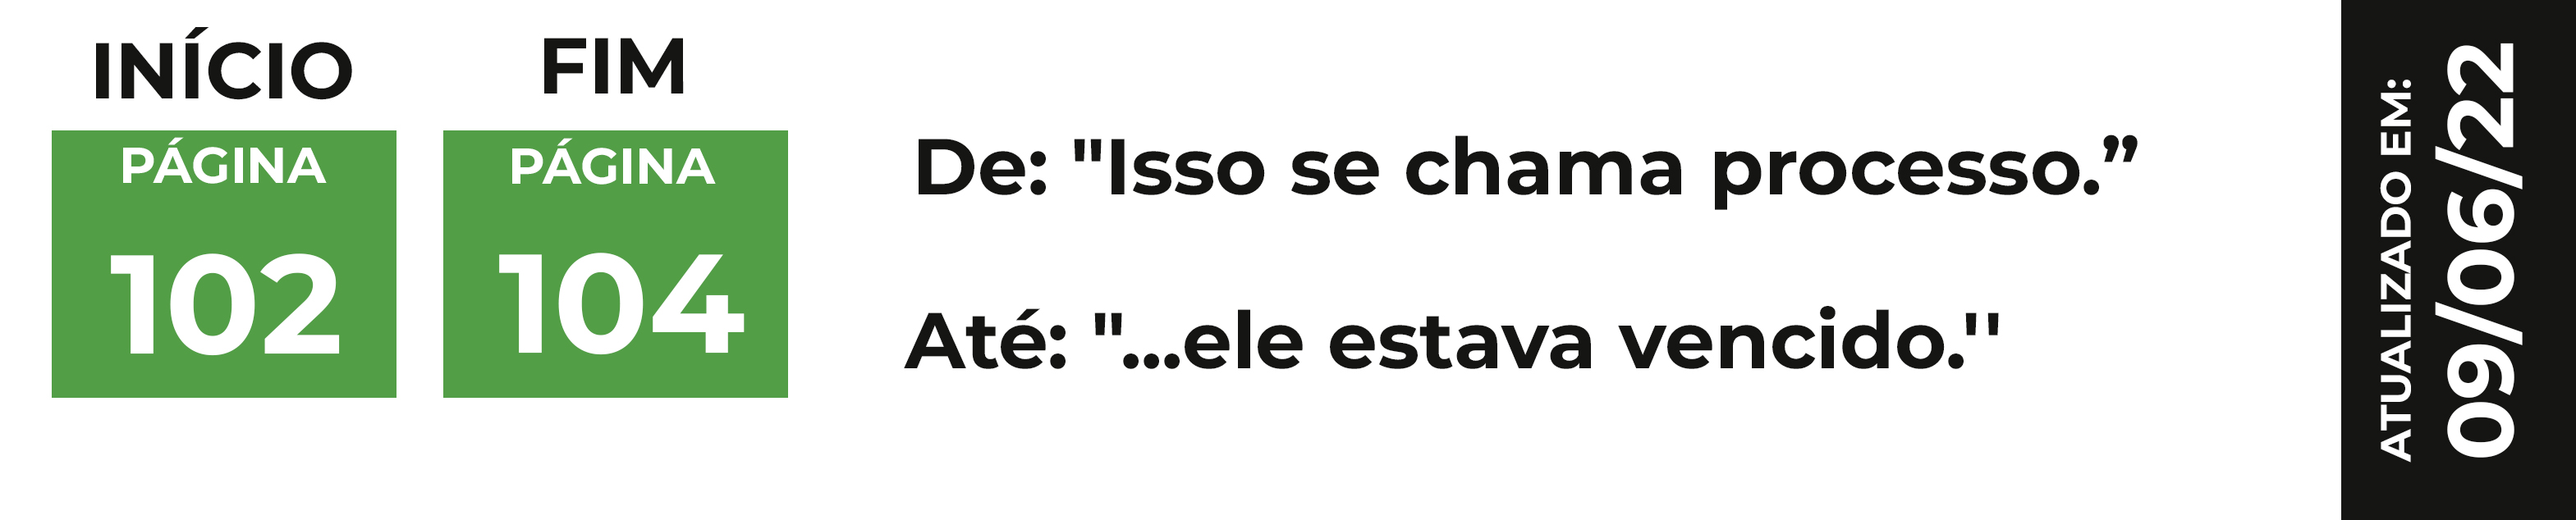 INÍCIO
PÁGINA
102
FIM
PÁGINA
104
De: "Isso se chama processo.”
Até: "...ele estava vencido.''
ATUALIZADO EM:
09/06/22